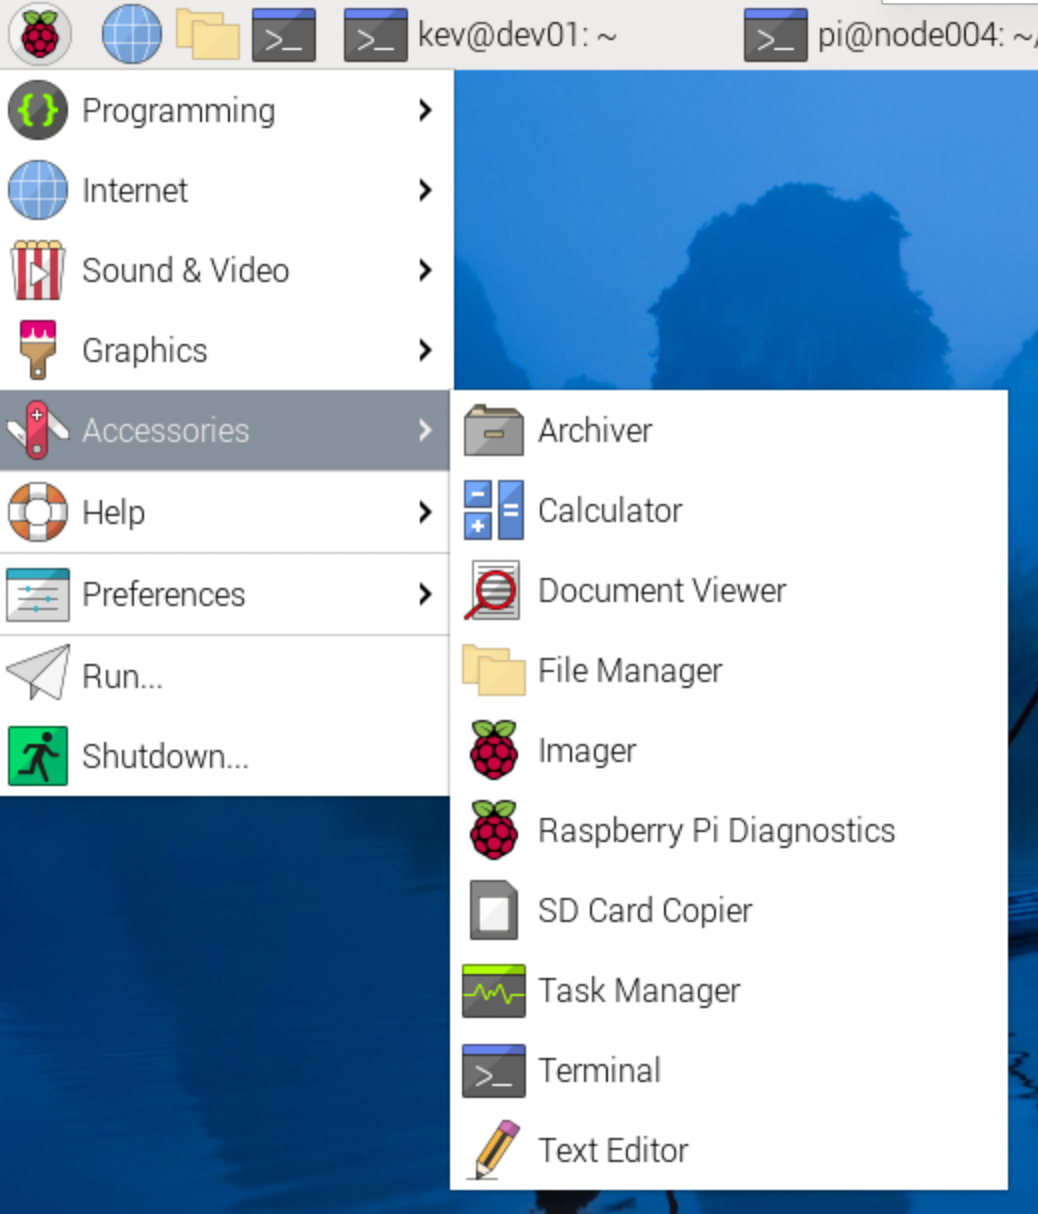 kev@dev01: ~
pi@node004: ~/
Programming
Internet
Sound & Video
Graphics
Accessories
Help
Preferences
Run...
Shutdown...
Archiver
Calculator
Document Viewer
File Manager
Imager
Raspberry Pi Diagnostics
SD Card Copier
Task Manager
Terminal
Text Editor